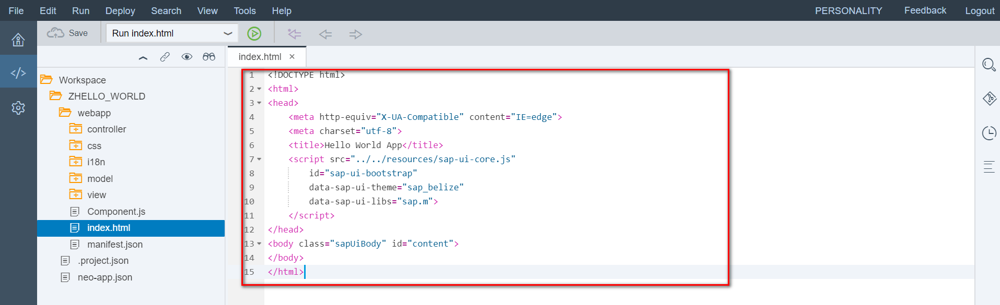 File Edit Run Deploy Search View Tools Help PERSONALITY Feedback Logout
Save Run index.html
index.html ×
Workspace
ZHELLO_WORLD
webapp
controller
css
i18n
model
view
Component.js
index.html
manifest.json
.project.json
neo-app.json
1 <!DOCTYPE html>
2 <html>
3 <head>
4     <meta http-equiv="X-UA-Compatible" content="IE=edge">
5     <meta charset="utf-8">
6     <title>Hello World App</title>
7     <script src="../../resources/sap-ui-core.js"
8         id="sap-ui-bootstrap"
9         data-sap-ui-theme="sap_belize"
10         data-sap-ui-libs="sap.m">
11     </script>
12 </head>
13 <body class="sapUiBody" id="content">
14 </body>
15 </html>